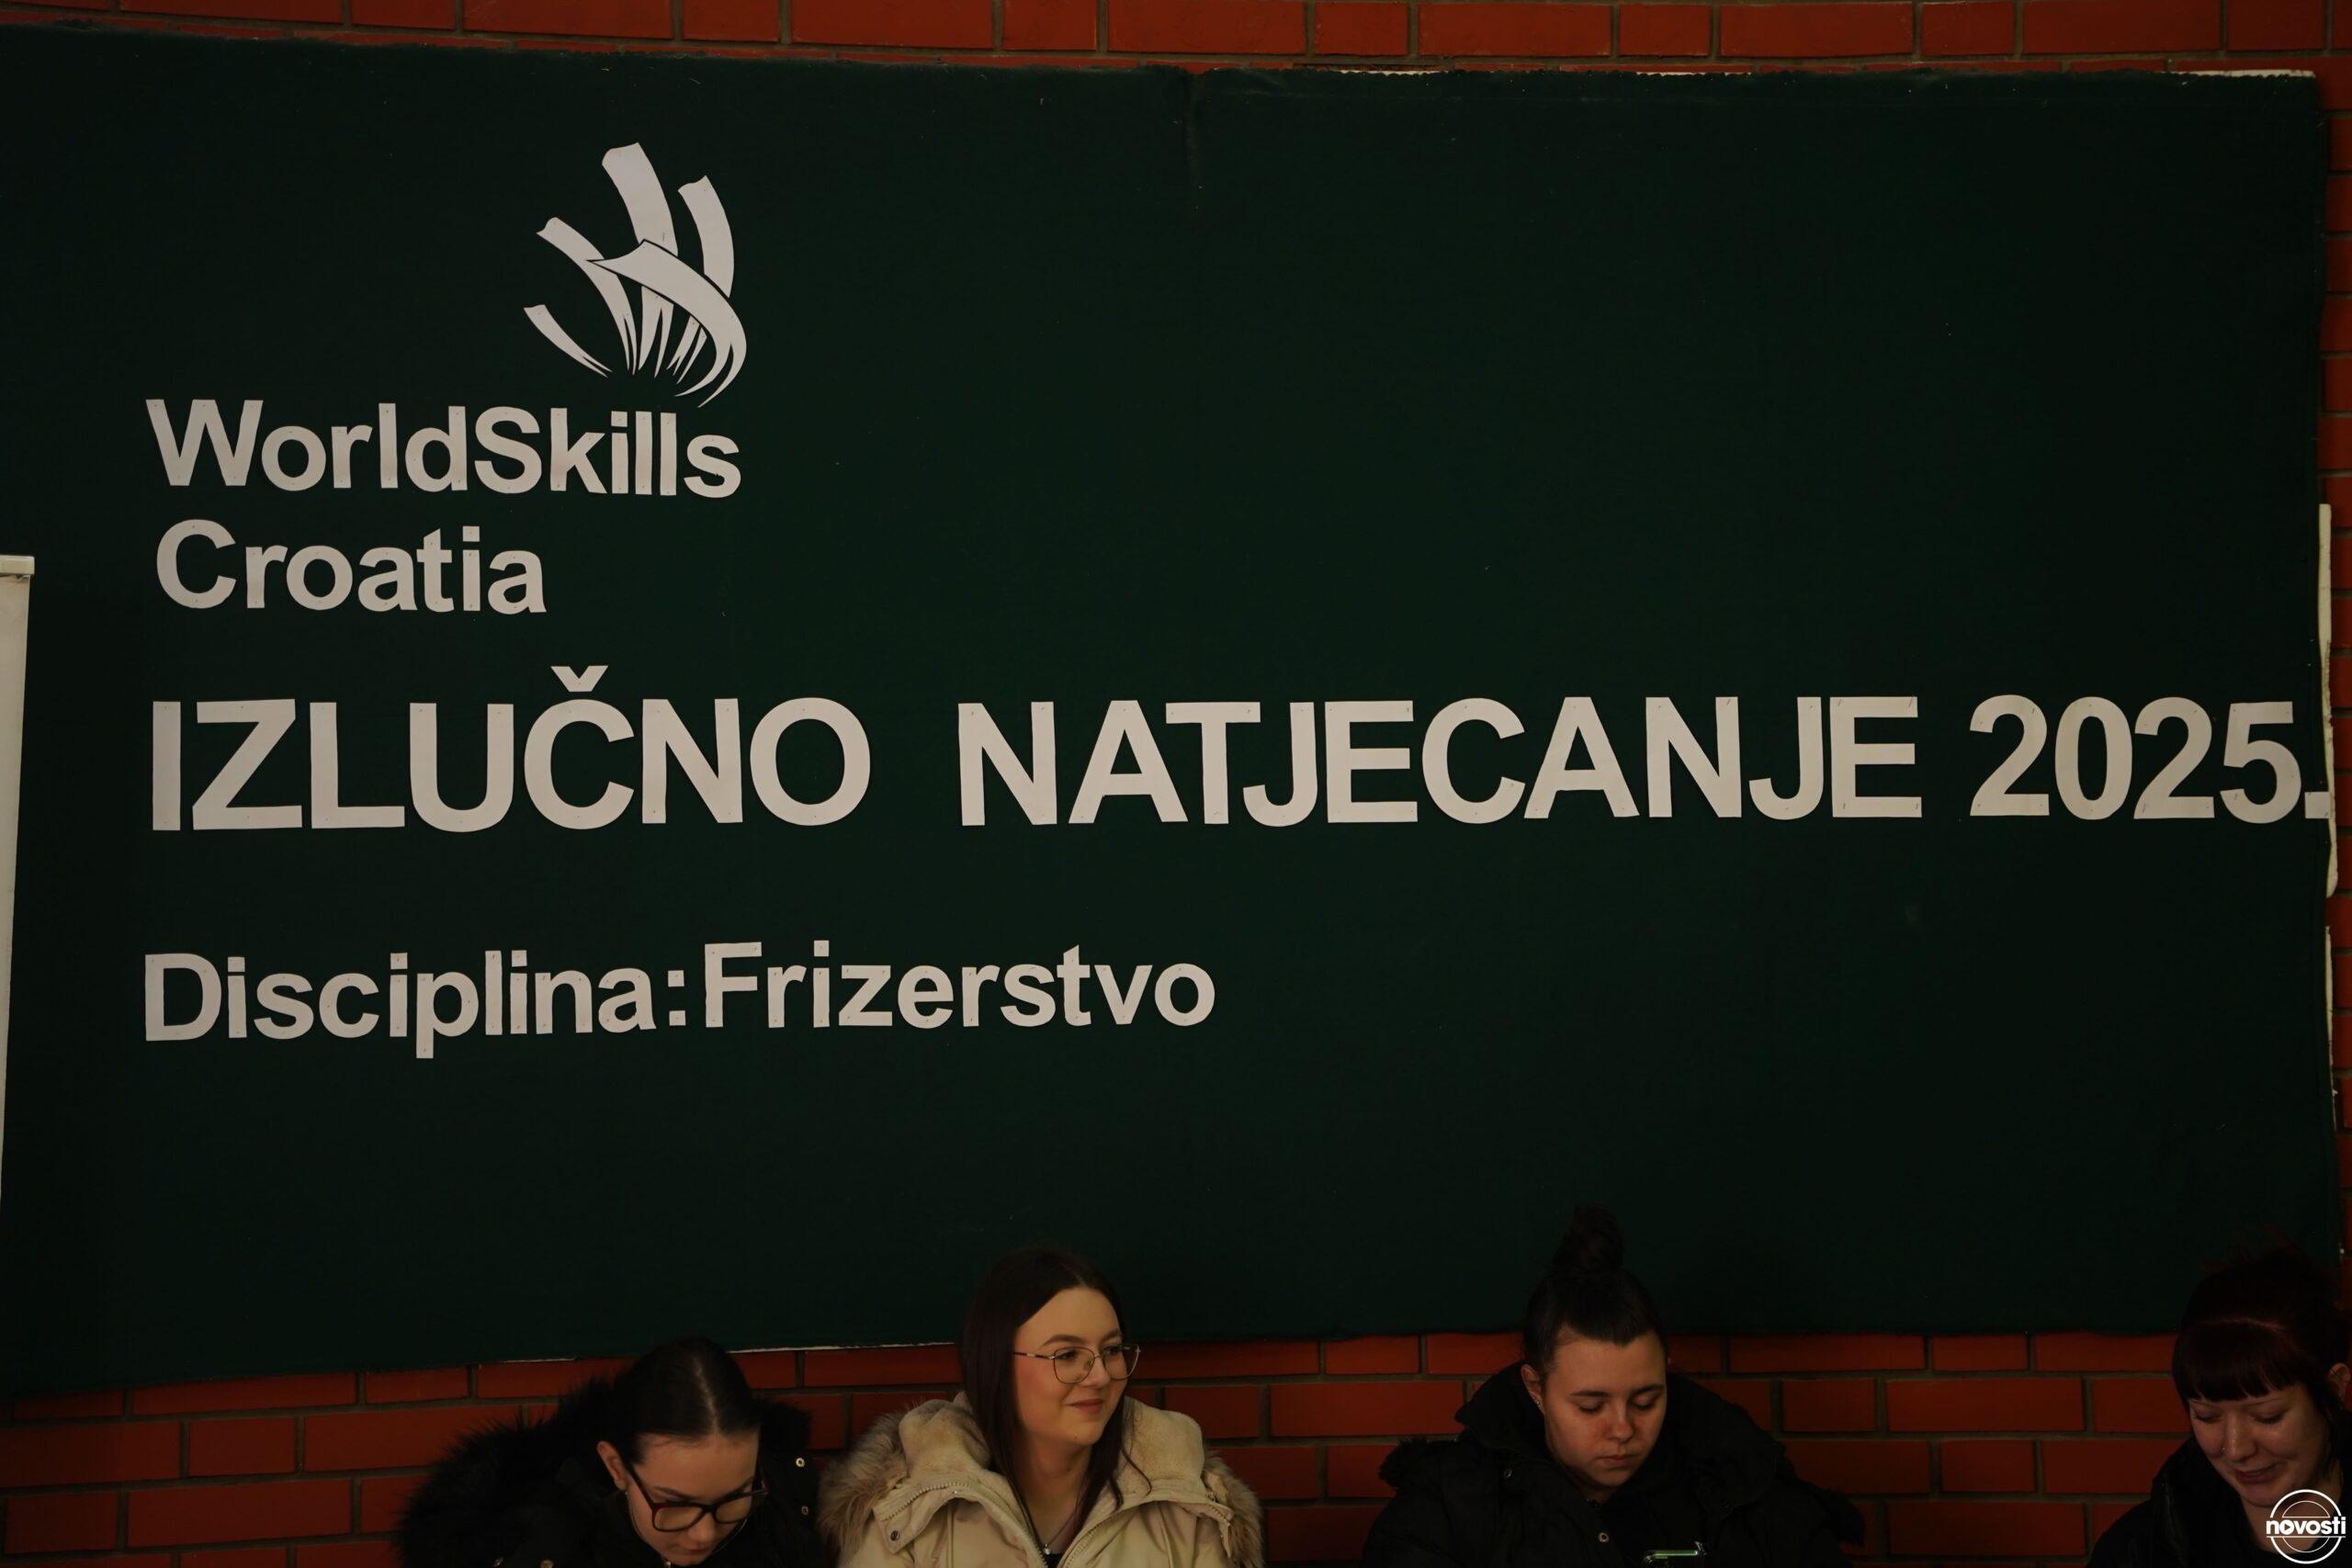 WorldSkills
Croatia
IZLUČNO NATJECANJE 2025.
Disciplina:Frizerstvo
novosti